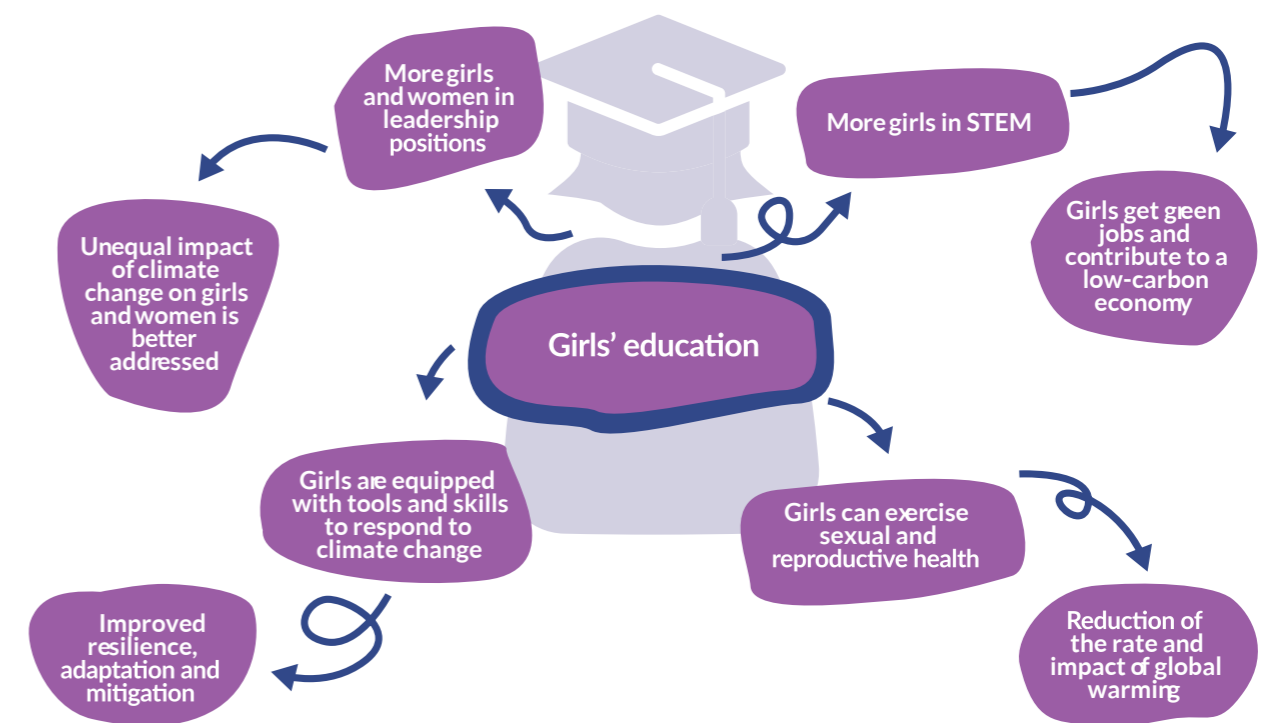 More girls
and women in
leadership
positions
More girls in STEM
Unequal impact
of climate
change on girls
and women is
better
addressed
Girls get green
jobs and
contribute to a
low-carbon
economy
Girls’ education
Girls are equipped
with tools and skills
to respond to
climate change
Girls can exercise
sexual and
reproductive health
Improved
resilience,
adaptation and
mitigation
Reduction of
the rate and
impact of global
warming